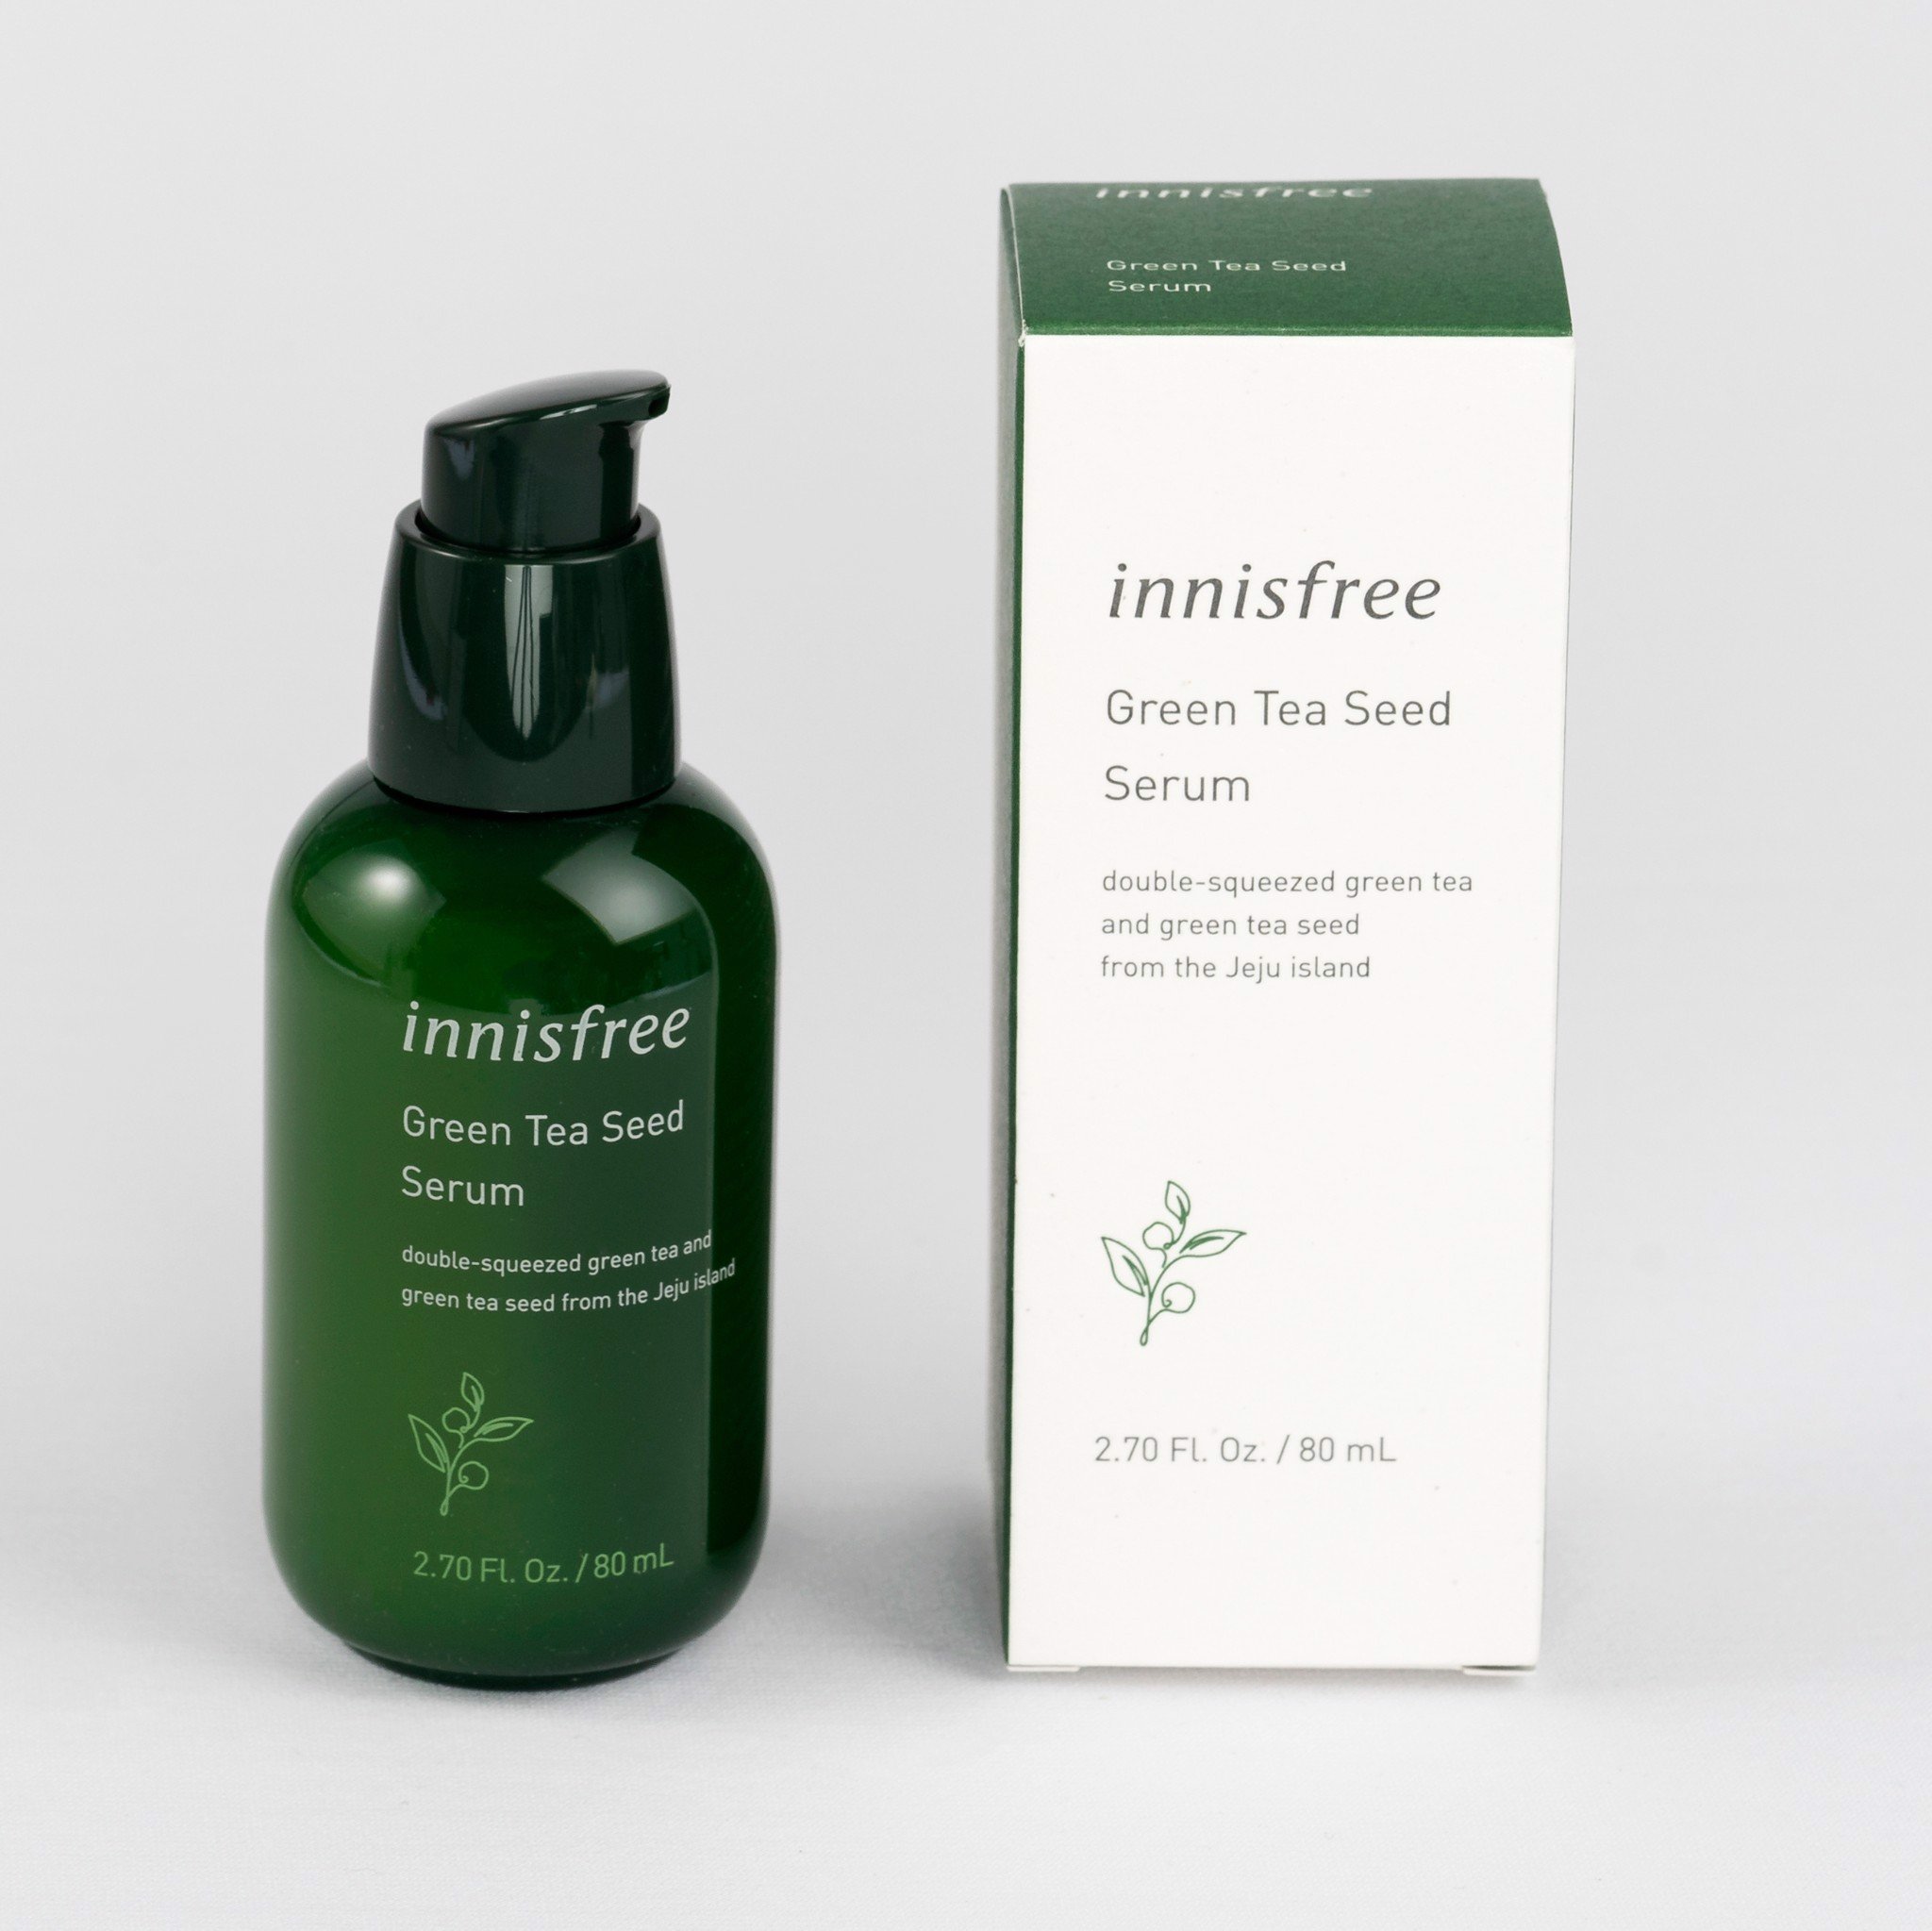 innisfree
Green Tea Seed
Serum
double-squeezed green tea and
green tea seed from the Jeju island
2.70 Fl. Oz. / 80 mL
innisfree
Green Tea Seed
Serum
innisfree
Green Tea Seed
Serum
double-squeezed green tea
and green tea seed
from the Jeju island
2.70 Fl. Oz. / 80 mL